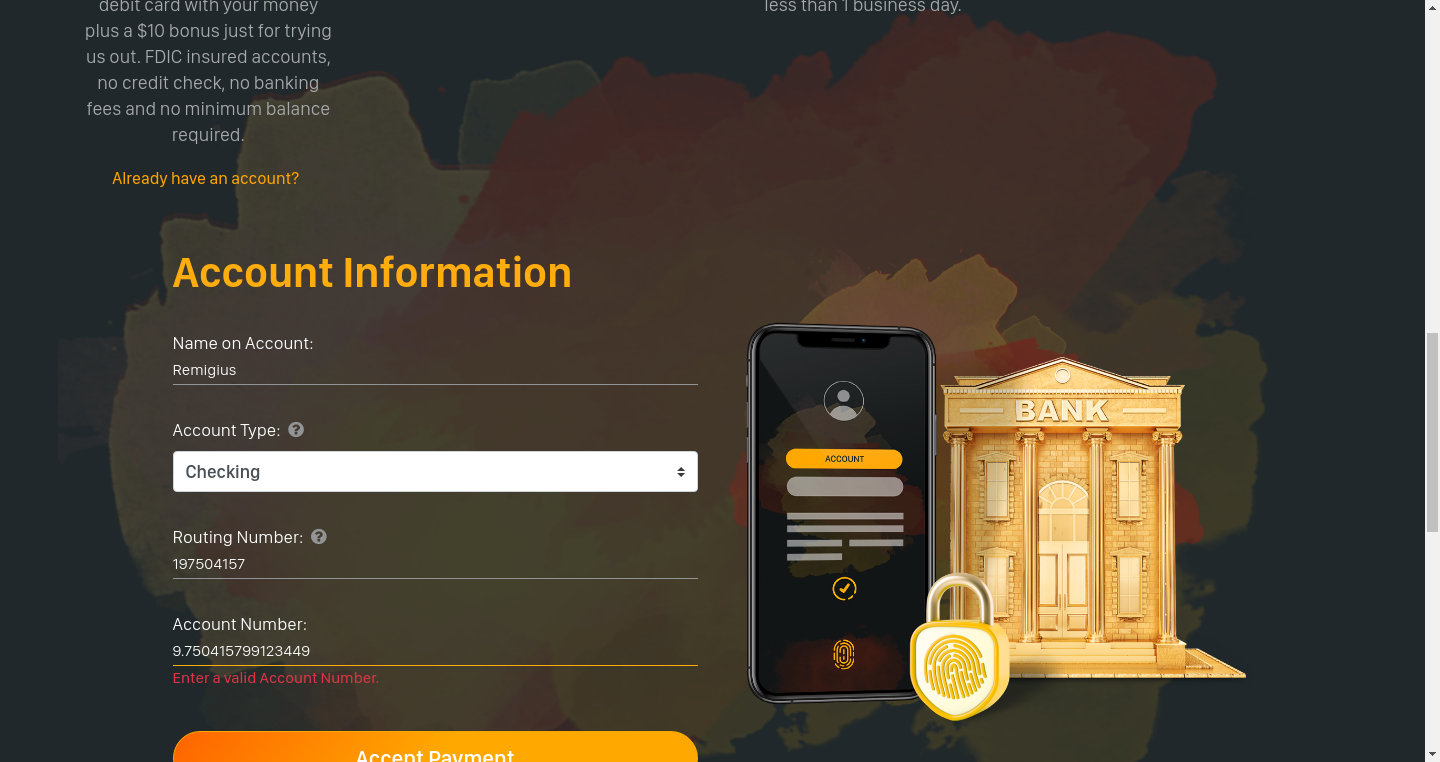 debit card with your money
plus a $10 bonus just for trying
us out. FDIC insured accounts,
no credit check, no banking
fees and no minimum balance
required.
less than 1 business day.
Already have an account?
Account Information
Name on Account:
Remigius
Account Type:
Checking
Routing Number:
197504157
Account Number:
9.750415799123449
Enter a valid Account Number.
Accept Payment
ACCOUNT
BANK